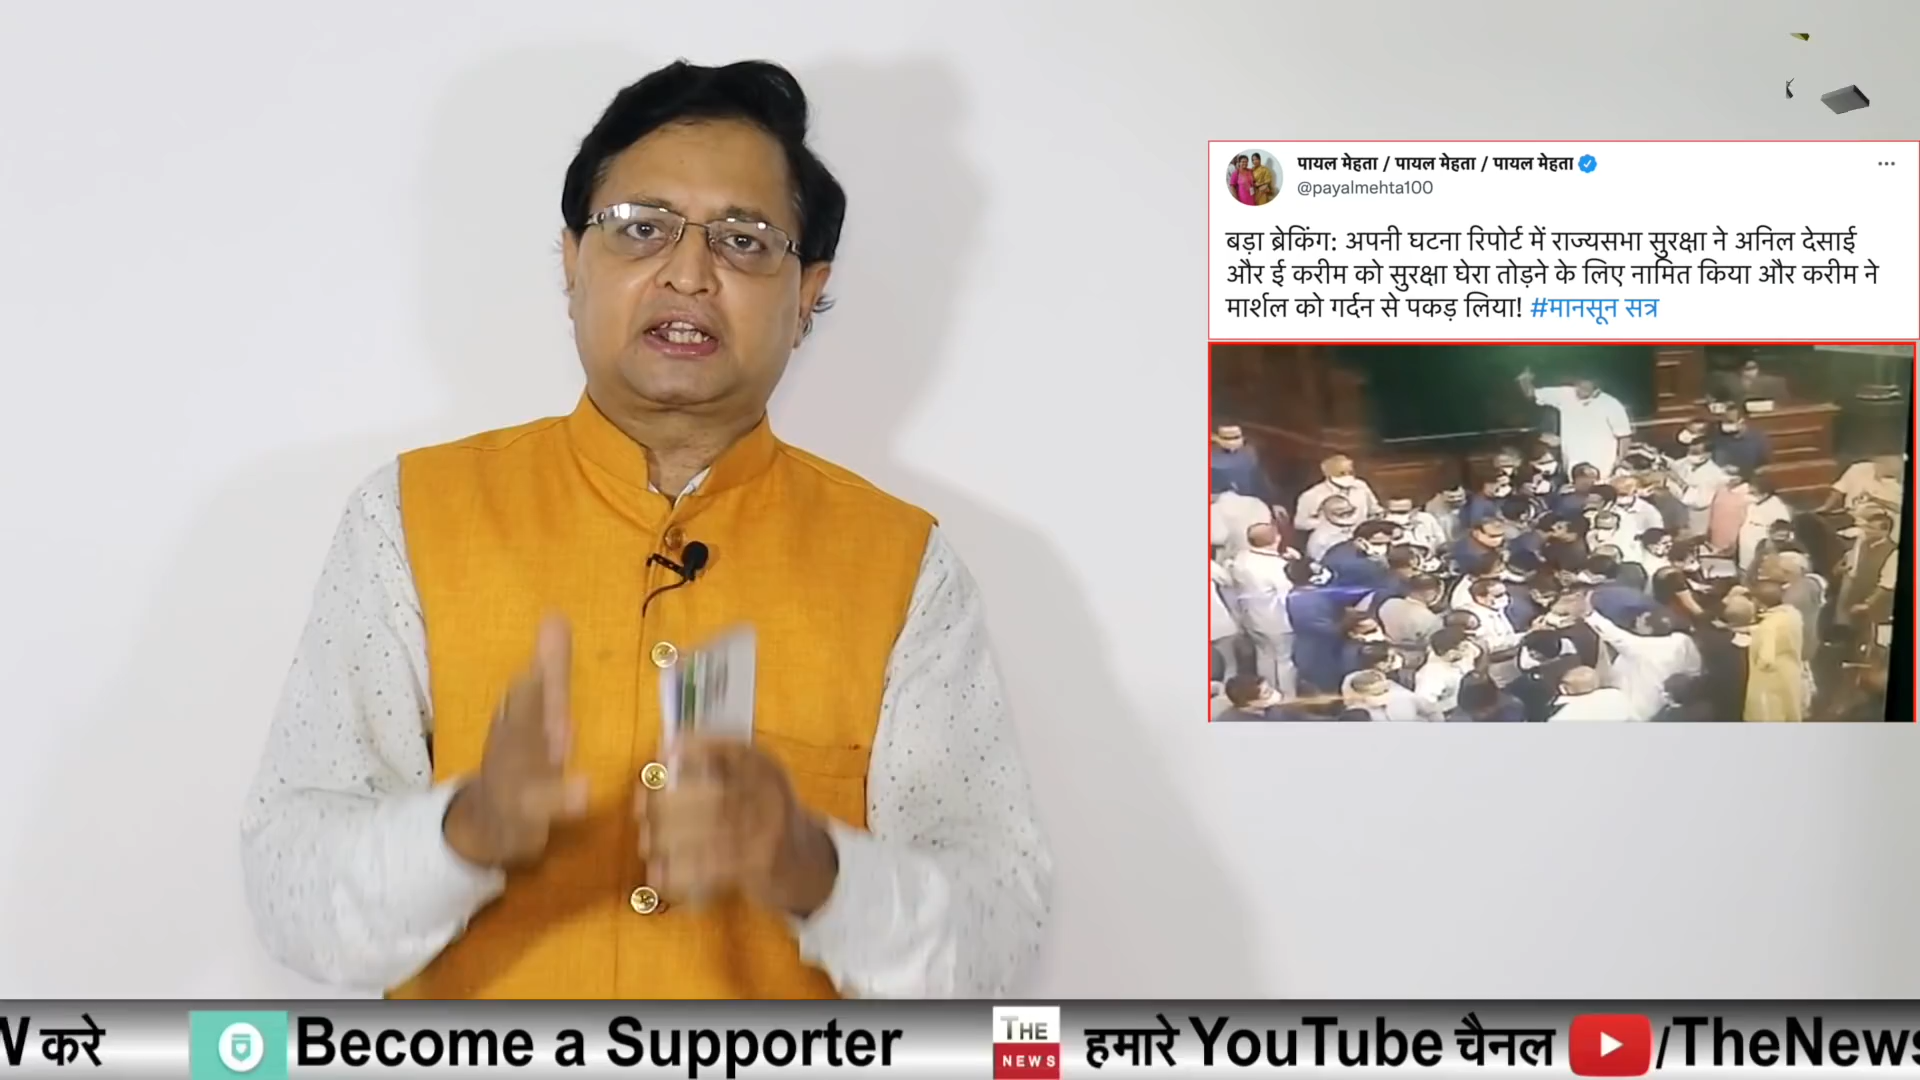 पायल मेहता / पायल मेहता / पायल मेहता
@payalmehta100
बड़ा ब्रेकिंग: अपनी घटना रिपोर्ट में राज्यसभा सुरक्षा ने अनिल देसाई
और ई करीम को सुरक्षा घेरा तोड़ने के लिए नामित किया और करीम ने
मार्शल को गर्दन से पकड़ लिया! #मानसून सत्र
करे Become a Supporter THE NEWS हमारे YouTube चैनल /TheNews